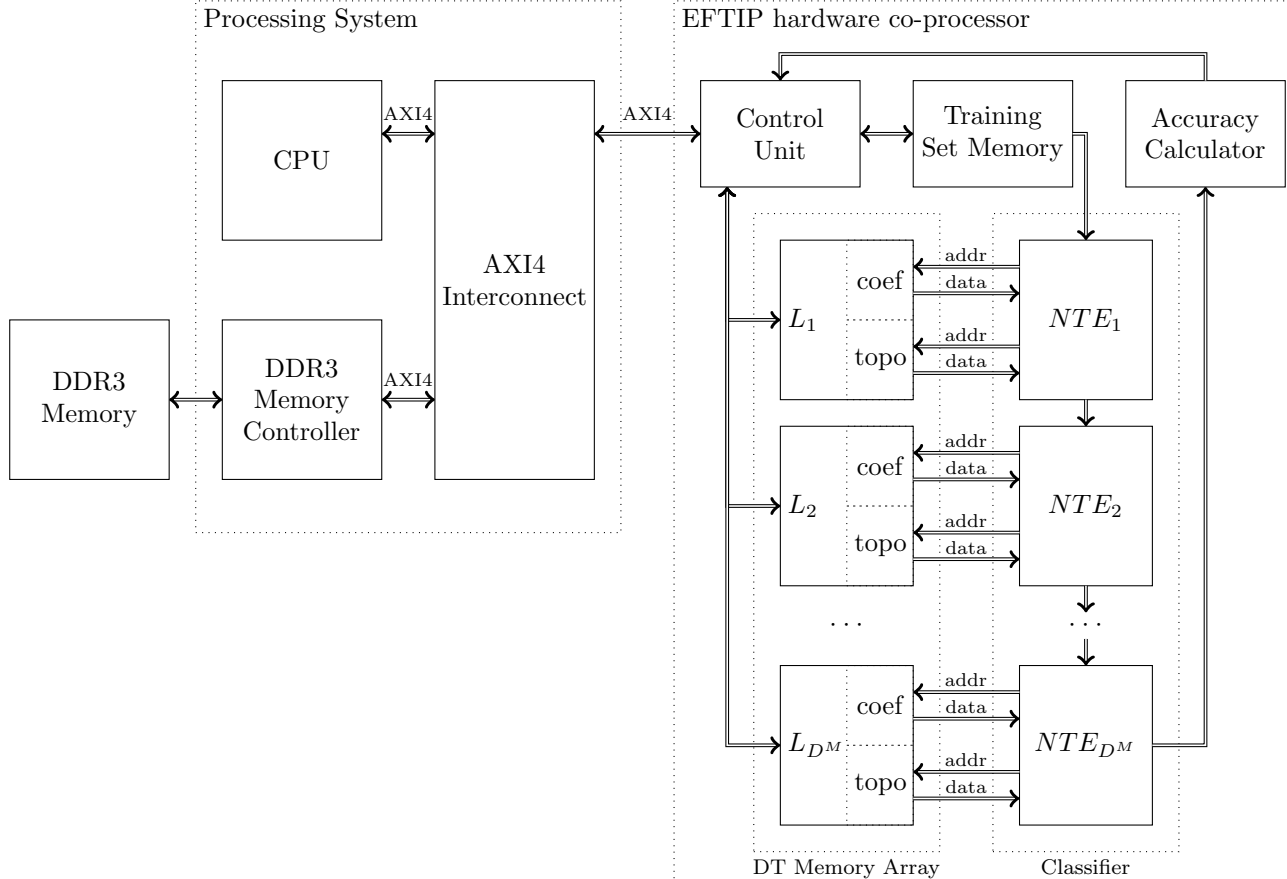 Processing System
EFTIP hardware co-processor
CPU
AXI4
AXI4
Interconnect
AXI4
Control
Unit
Training
Set Memory
Accuracy
Calculator
DDR3
Memory
DDR3
Memory
Controller
AXI4
L₁
coef
topo
addr
data
addr
data
NTE₁
L₂
coef
topo
addr
data
addr
data
NTE₂
...
...
L_{D^M}
coef
topo
addr
data
addr
data
NTE_{D^M}
DT Memory Array
Classifier